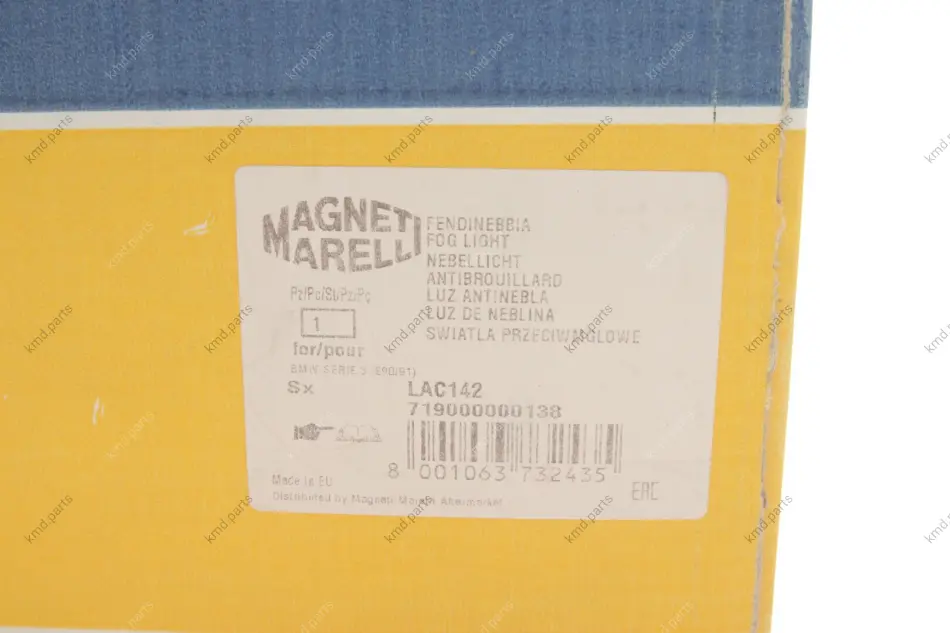 MAGNETI
MARELLI
FENDINEBBIA
FOG LIGHT
NEBELLICHT
ANTIBROUILLARD
LUZ ANTINEBLA
LUZ DE NEBLINA
SWIATLA PRZECIWMGLOWE
Pz/Pc/St/Pz/Pç
1
for/pour
BMW SERIE 3 (E90/91)
Sx
LAC142
719000000138
8 001063 732435
Made in EU
Distributed by Magneti Marelli Aftermarket
EAC
kmd.parts